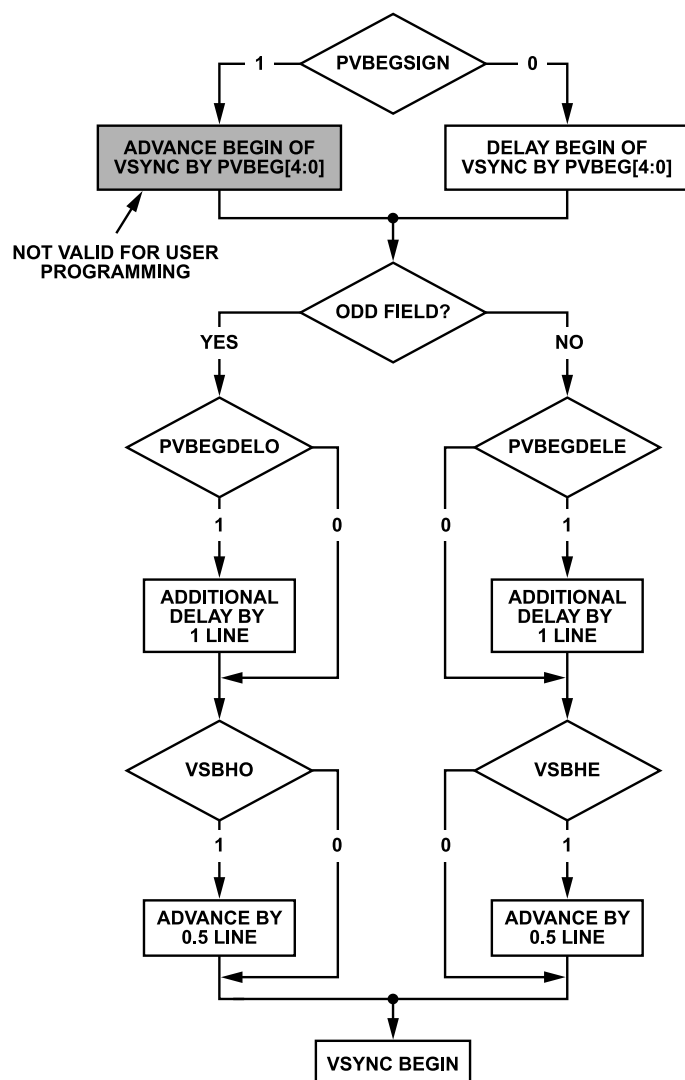 PVBEGSIGN
1
0
ADVANCE BEGIN OF
VSYNC BY PVBEG[4:0]
DELAY BEGIN OF
VSYNC BY PVBEG[4:0]
NOT VALID FOR USER
PROGRAMMING
ODD FIELD?
YES
NO
PVBEGDELO
PVBEGDELE
1
0
0
1
ADDITIONAL
DELAY BY
1 LINE
ADDITIONAL
DELAY BY
1 LINE
VSBHO
VSBHE
1
0
0
1
ADVANCE BY
0.5 LINE
ADVANCE BY
0.5 LINE
VSYNC BEGIN